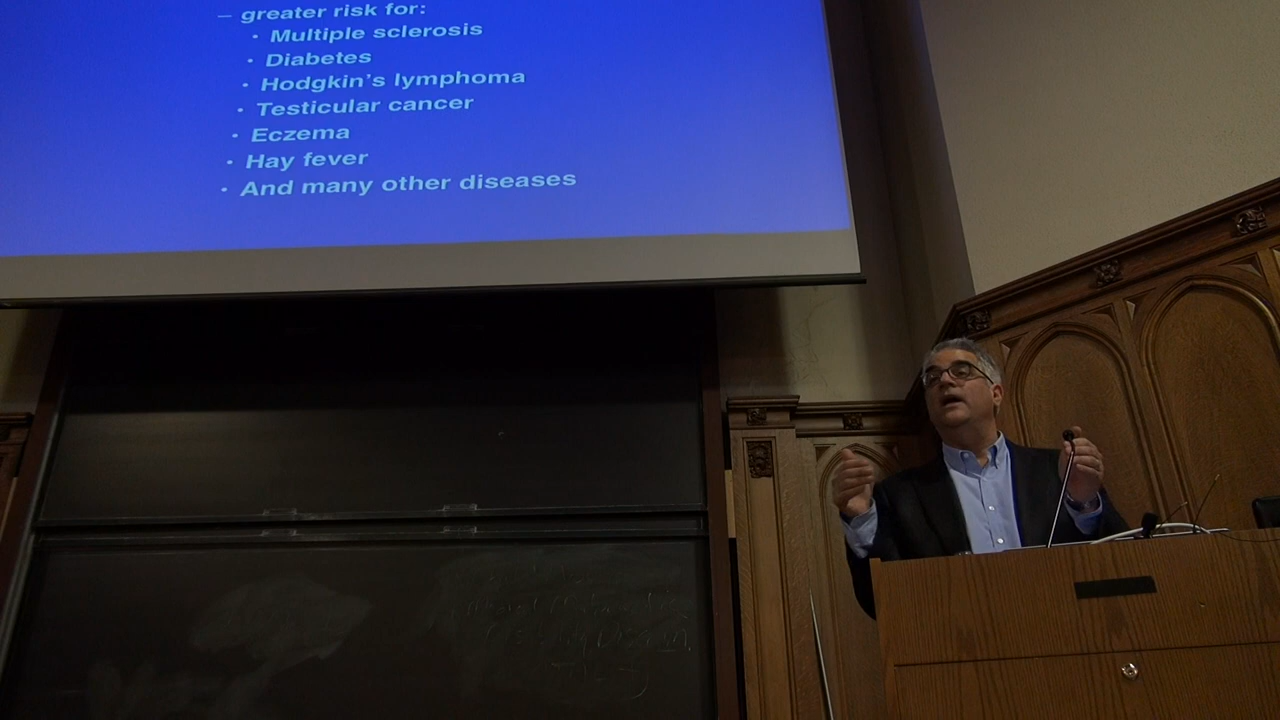 – greater risk for:
• Multiple sclerosis
• Diabetes
• Hodgkin's lymphoma
• Testicular cancer
• Eczema
• Hay fever
• And many other diseases